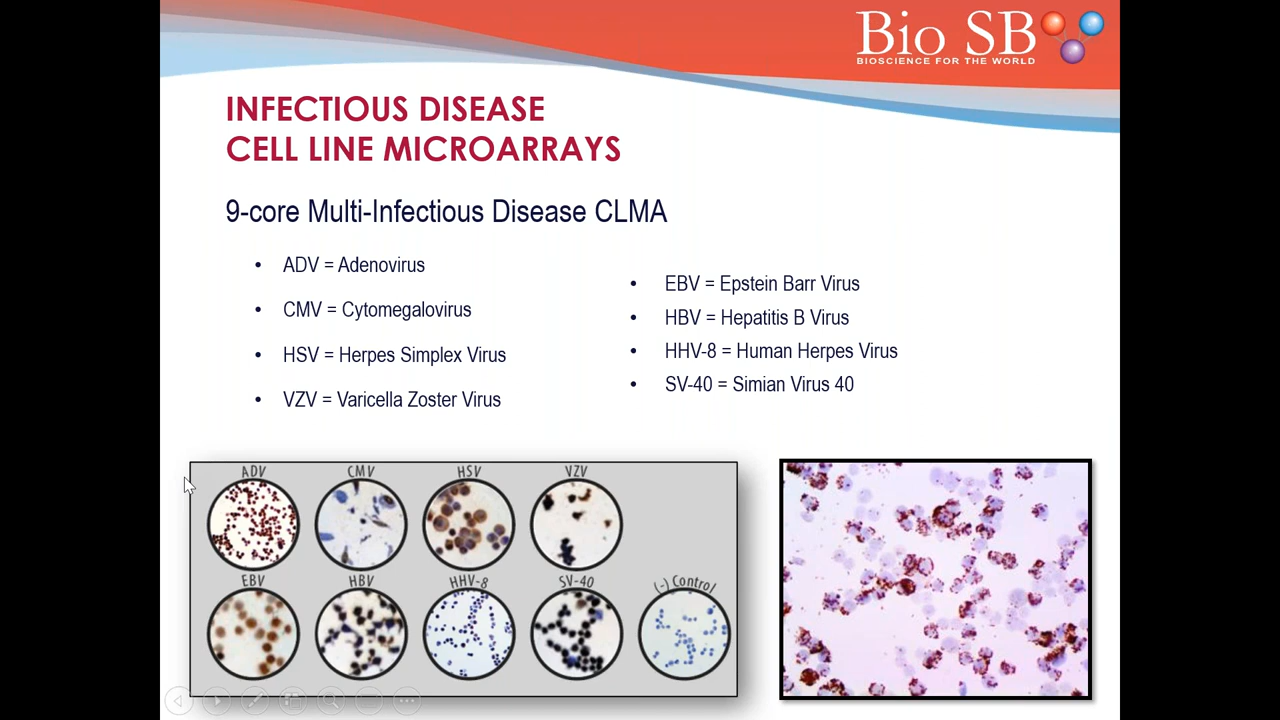 Bio SB
BIOSCIENCE FOR THE WORLD
INFECTIOUS DISEASE
CELL LINE MICROARRAYS
9-core Multi-Infectious Disease CLMA
• ADV = Adenovirus
• CMV = Cytomegalovirus
• HSV = Herpes Simplex Virus
• VZV = Varicella Zoster Virus
• EBV = Epstein Barr Virus
• HBV = Hepatitis B Virus
• HHV-8 = Human Herpes Virus
• SV-40 = Simian Virus 40
ADV CMV HSV VZV
EBV HBV HHV-8 SV-40 (-) Control